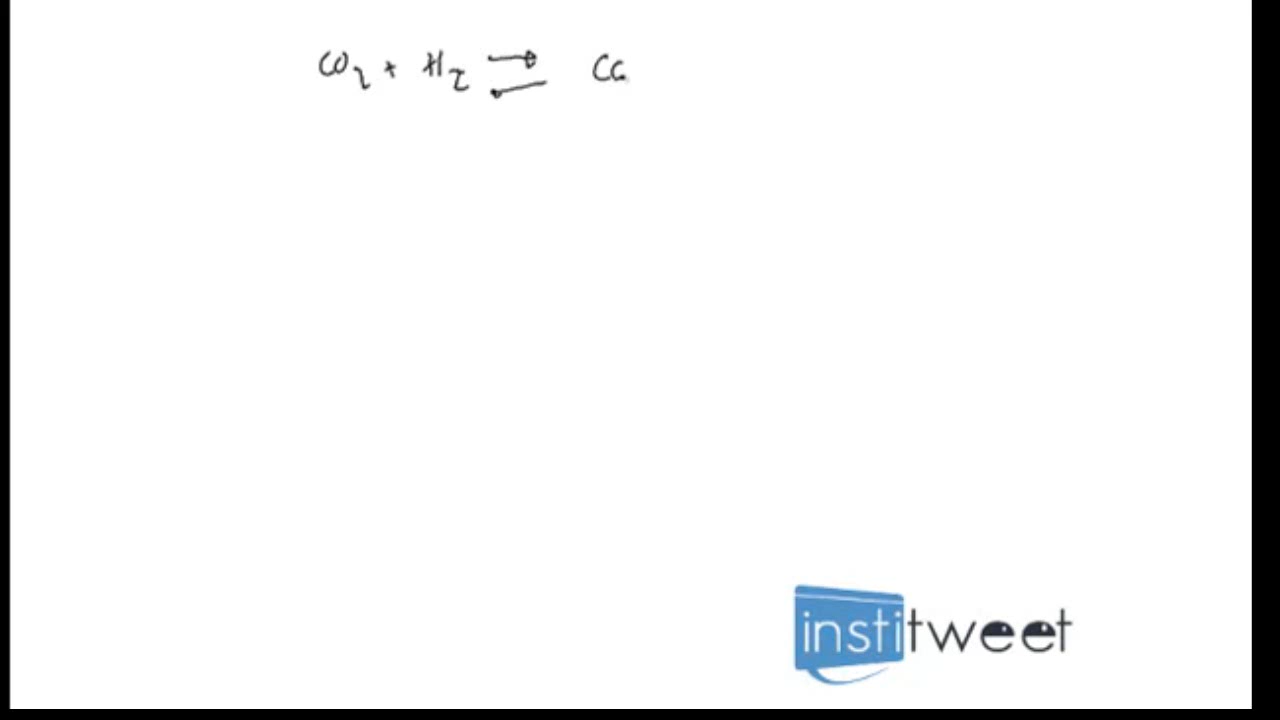 CO₂ + H₂ ⇌ CO
institweet